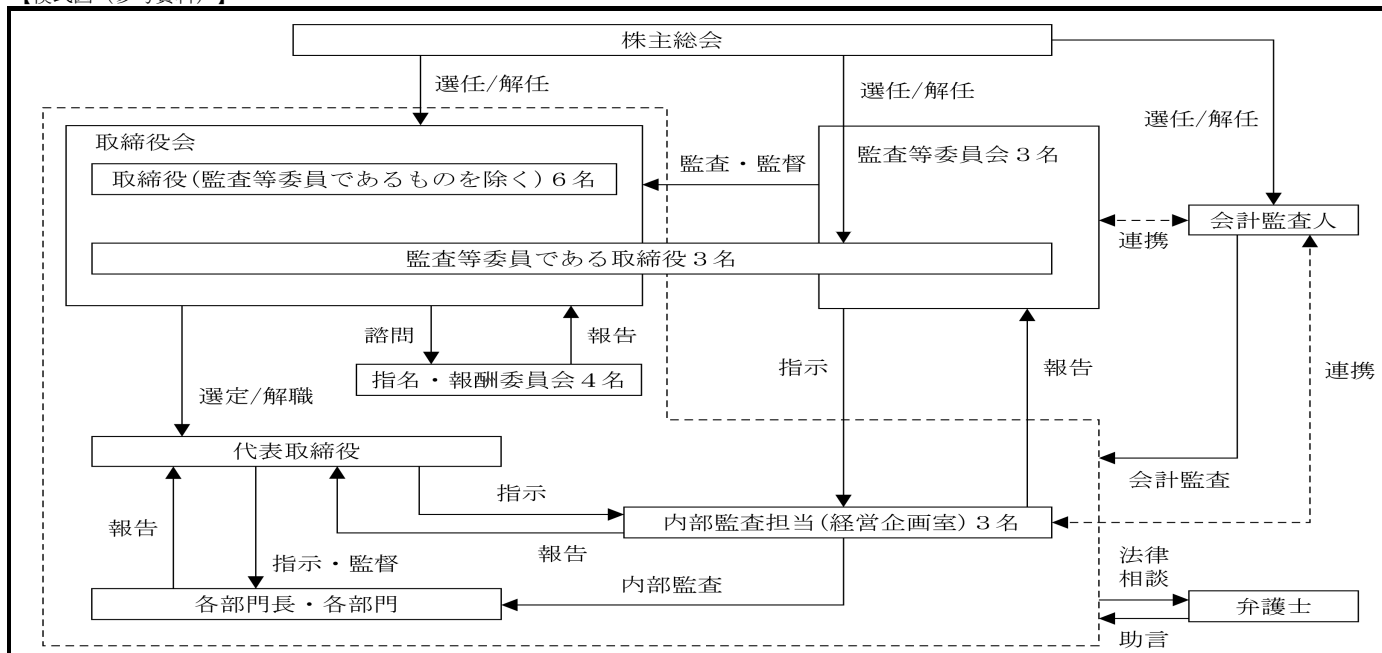 株主総会
選任/解任
選任/解任
選任/解任
取締役会
取締役(監査等委員であるものを除く)6名
監査・監督
監査等委員会3名
会計監査人
連携
監査等委員である取締役3名
諮問
報告
指名・報酬委員会4名
指示
報告
連携
選定/解職
代表取締役
会計監査
指示
内部監査担当(経営企画室)3名
報告
報告
指示・監督
内部監査
法律
相談
各部門長・各部門
弁護士
助言